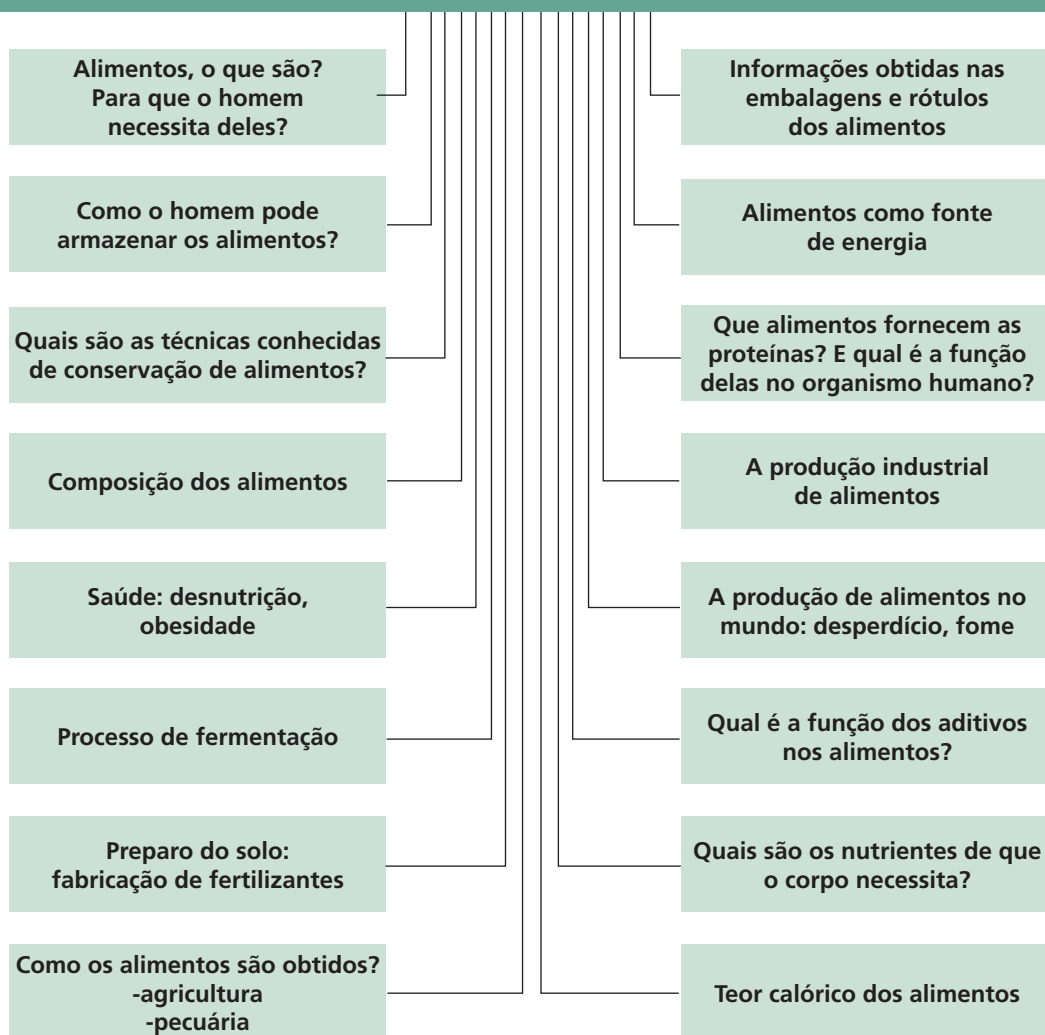 Alimentos, o que são?
Para que o homem
necessita deles?
Como o homem pode
armazenar os alimentos?
Quais são as técnicas conhecidas
de conservação de alimentos?
Composição dos alimentos
Saúde: desnutrição,
obesidade
Processo de fermentação
Preparo do solo:
fabricação de fertilizantes
Como os alimentos são obtidos?
-agricultura
-pecuária
Informações obtidas nas
embalagens e rótulos
dos alimentos
Alimentos como fonte
de energia
Que alimentos fornecem as
proteínas? E qual é a função
delas no organismo humano?
A produção industrial
de alimentos
A produção de alimentos no
mundo: desperdício, fome
Qual é a função dos aditivos
nos alimentos?
Quais são os nutrientes de que
o corpo necessita?
Teor calórico dos alimentos